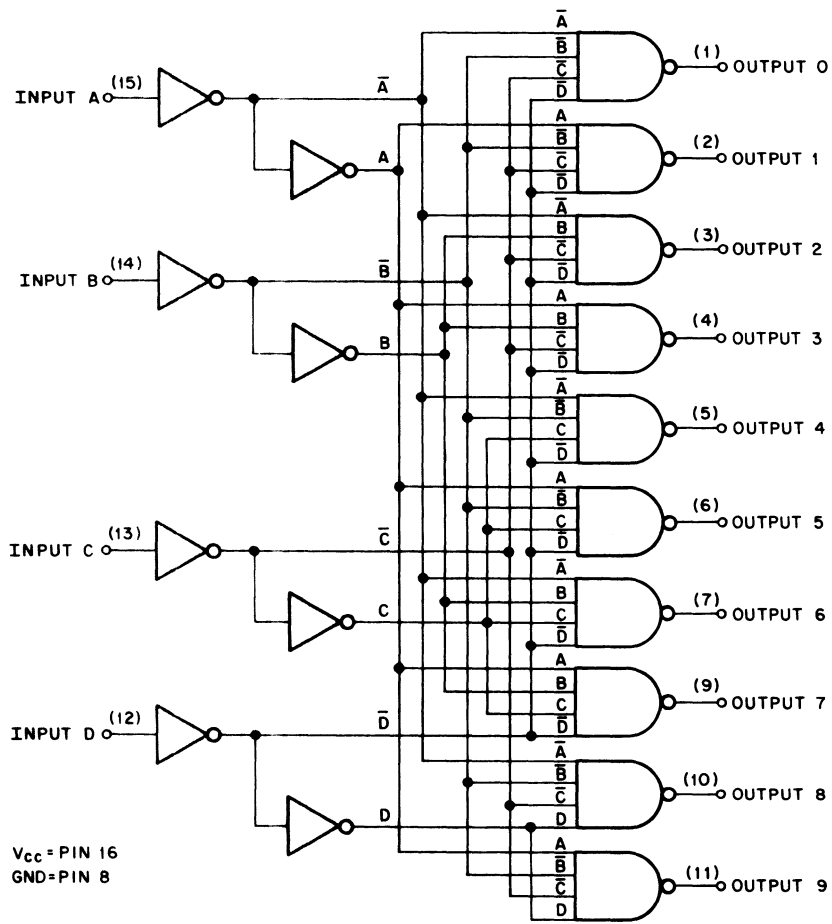 A̅
B̅
(1)
C̅
OUTPUT 0
D̅
INPUT A
(15)
A̅
A
B̅
(2)
C̅
OUTPUT 1
D̅
A
A̅
B
(3)
C̅
OUTPUT 2
D̅
INPUT B
(14)
B̅
A
B
(4)
C̅
OUTPUT 3
D̅
B
A̅
B̅
(5)
C
OUTPUT 4
D̅
A
B̅
(6)
C
OUTPUT 5
D̅
INPUT C
(13)
C̅
A̅
B
(7)
C
OUTPUT 6
D̅
C
A
B
(9)
C
OUTPUT 7
D̅
INPUT D
(12)
D̅
A̅
B̅
(10)
C̅
OUTPUT 8
D
D
A
B̅
(11)
C̅
OUTPUT 9
D
VCC = PIN 16
GND = PIN 8